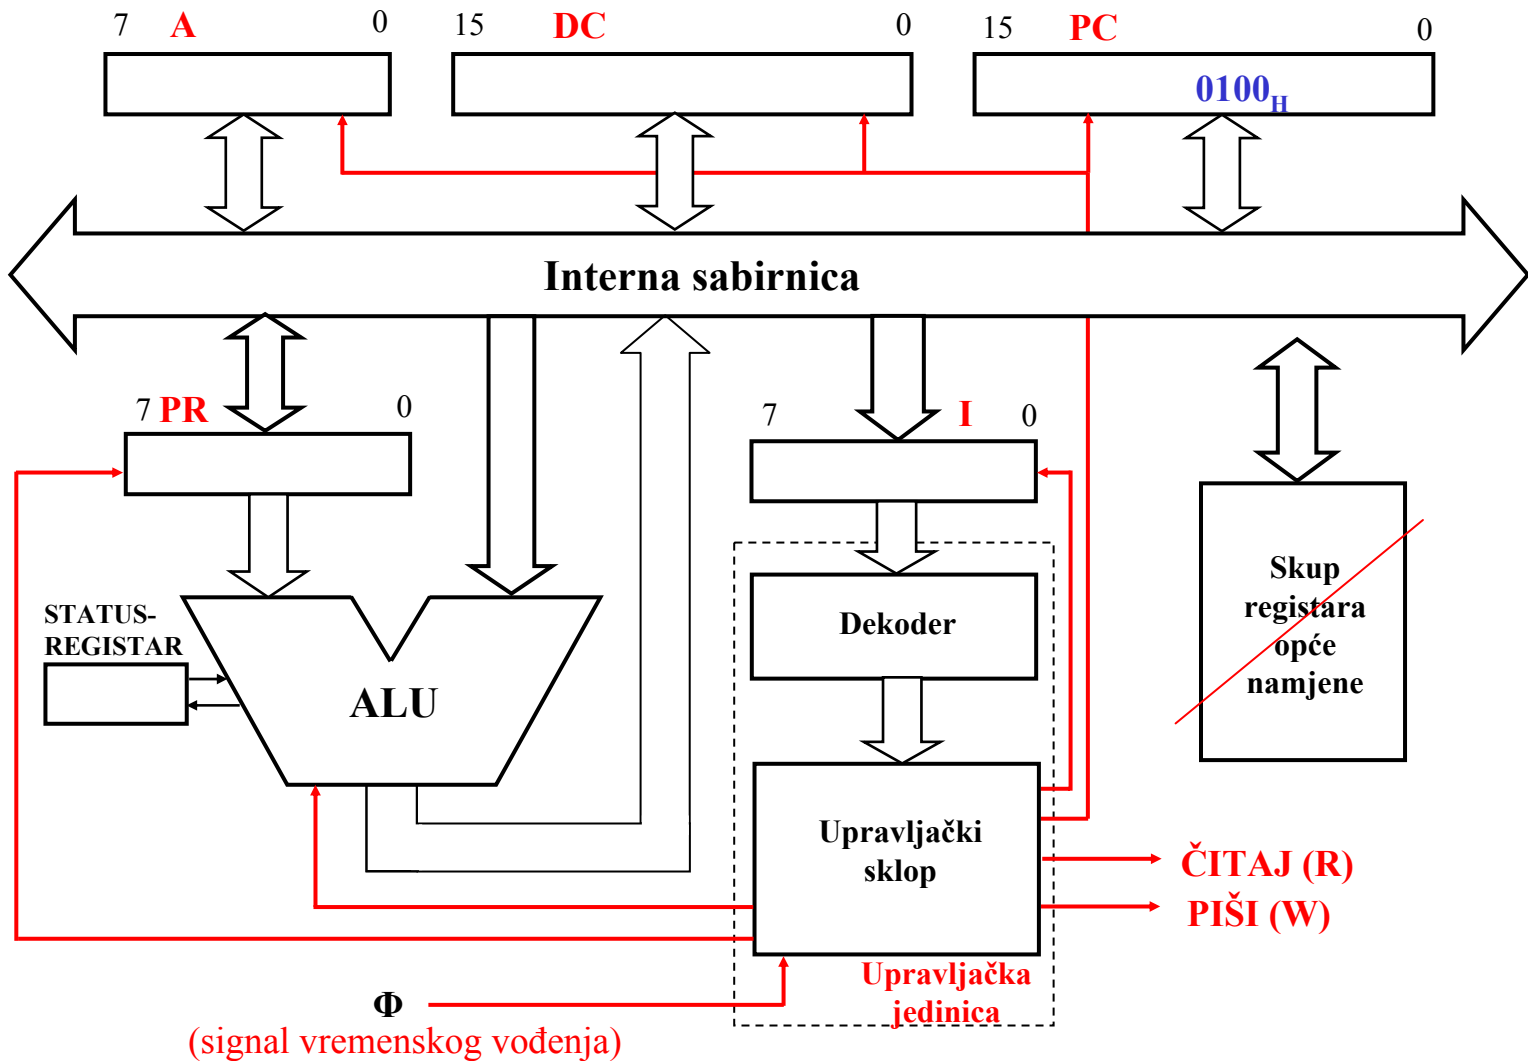 7 A 0 15 DC 0 15 PC 0
0100H
Interna sabirnica
7 PR 0 7 I 0
STATUS-
REGISTAR
ALU
Dekoder
Skup
registara
opće
namjene
Upravljački
sklop
ČITAJ (R)
PIŠI (W)
Upravljačka
jedinica
Φ
(signal vremenskog vođenja)